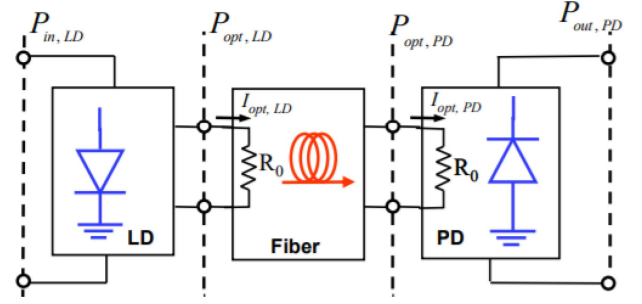 P_in, LD
P_opt, LD
P_opt, PD
P_out, PD
I_opt, LD
I_opt, PD
R_0
R_0
LD
Fiber
PD